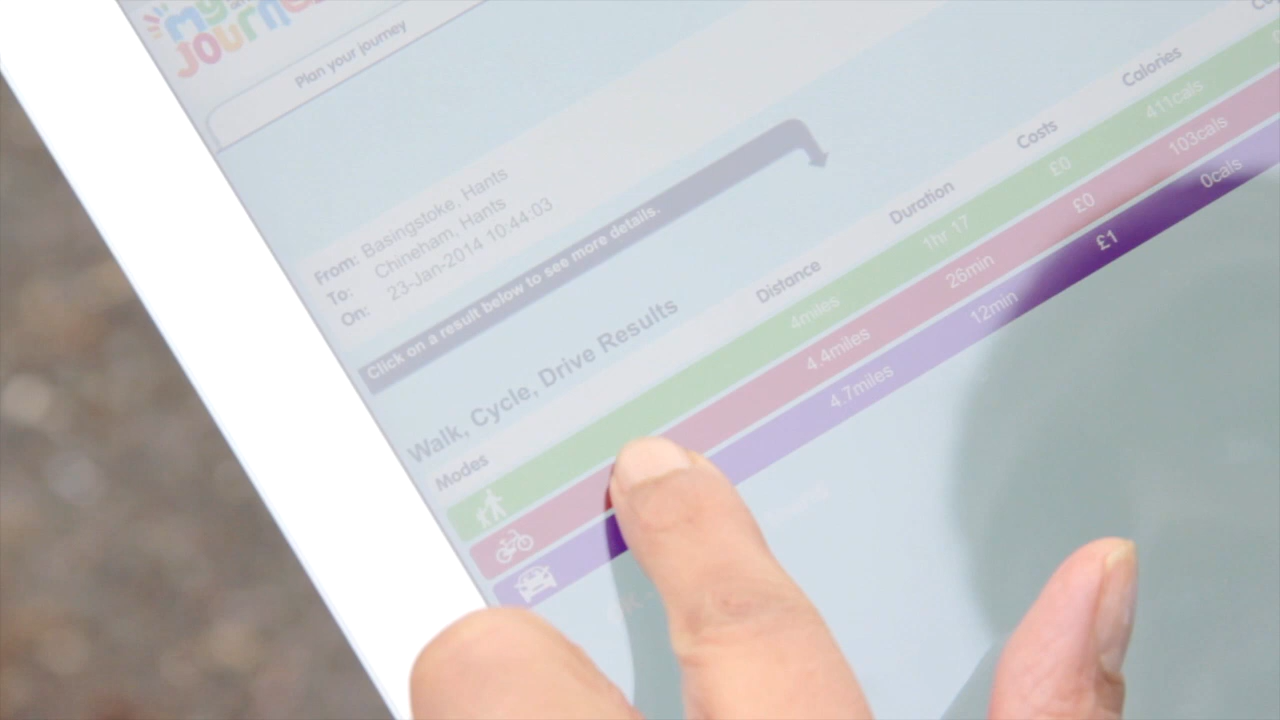 my
JOURNEY
Plan your journey
From: Basingstoke, Hants
To: Chineham, Hants
On: 23-Jan-2014 10:44:03
Click on a result below to see more details.
Walk, Cycle, Drive Results
Modes Distance Duration Costs Calories
4miles 1hr 17 £0 411cals
4.4miles 26min £0 103cals
4.7miles 12min £1 0cals